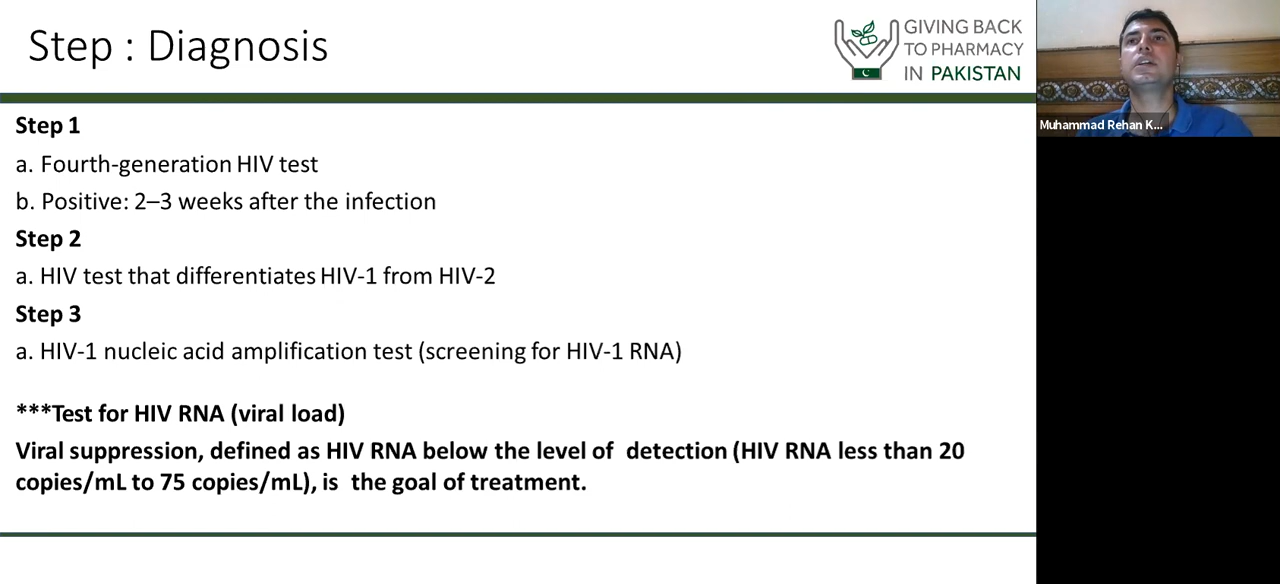 Step : Diagnosis
GIVING BACK
TO PHARMACY
IN PAKISTAN
Muhammad Rehan K...
Step 1
a. Fourth-generation HIV test
b. Positive: 2–3 weeks after the infection
Step 2
a. HIV test that differentiates HIV-1 from HIV-2
Step 3
a. HIV-1 nucleic acid amplification test (screening for HIV-1 RNA)
***Test for HIV RNA (viral load)
Viral suppression, defined as HIV RNA below the level of  detection (HIV RNA less than 20
copies/mL to 75 copies/mL), is  the goal of treatment.